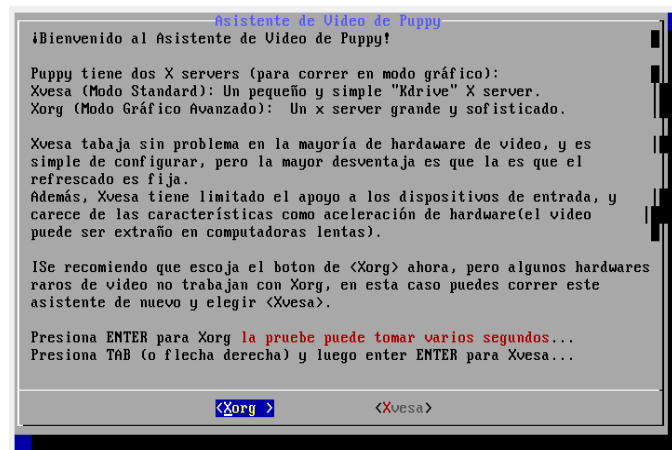 Asistente de Video de Puppy
¡Bienvenido al Asistente de Video de Puppy!
Puppy tiene dos X servers (para correr en modo gráfico):
Xvesa (Modo Standard): Un pequeño y simple "Kdrive" X server.
Xorg (Modo Gráfico Avanzado):  Un x server grande y sofisticado.
Xvesa tabaja sin problema en la mayoría de hardaware de video, y es
simple de configurar, pero la mayor desventaja es que la es que el
refrescado es fija.
Además, Xvesa tiene limitado el apoyo a los dispositivos de entrada, y
carece de las características como aceleración de hardware(el video
puede ser extraño en computadoras lentas).
ISe recomiendo que escoja el boton de <Xorg> ahora, pero algunos hardwares
raros de video no trabajan con Xorg, en esta caso puedes correr este
asistente de nuevo y elegir <Xvesa>.
Presiona ENTER para Xorg la pruebe puede tomar varios segundos...
Presiona TAB (o flecha derecha) y luego enter ENTER para Xvesa...
<Xorg >
<Xvesa>